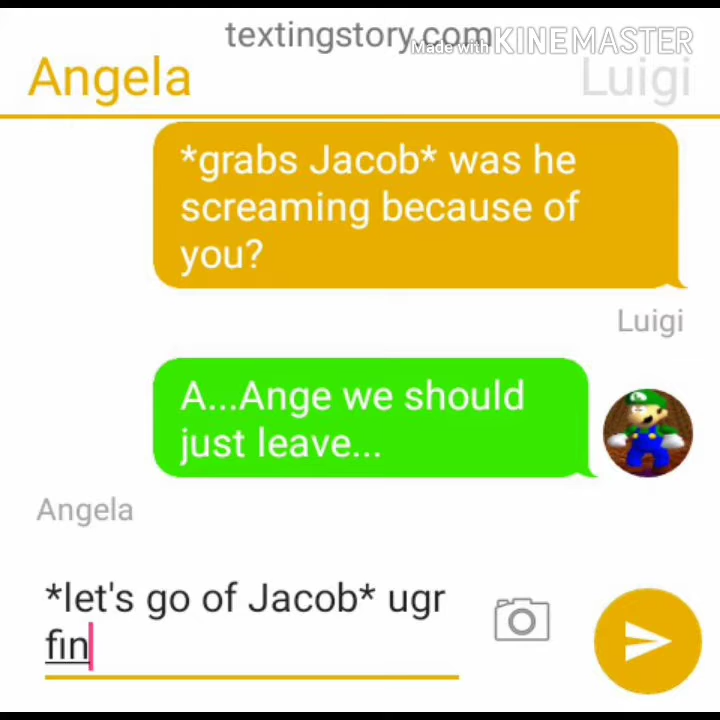 textingstory.com
Made with KINEMASTER
Angela
Luigi
*grabs Jacob* was he
screaming because of
you?
Luigi
A...Ange we should
just leave...
Angela
*let's go of Jacob* ugr
fin